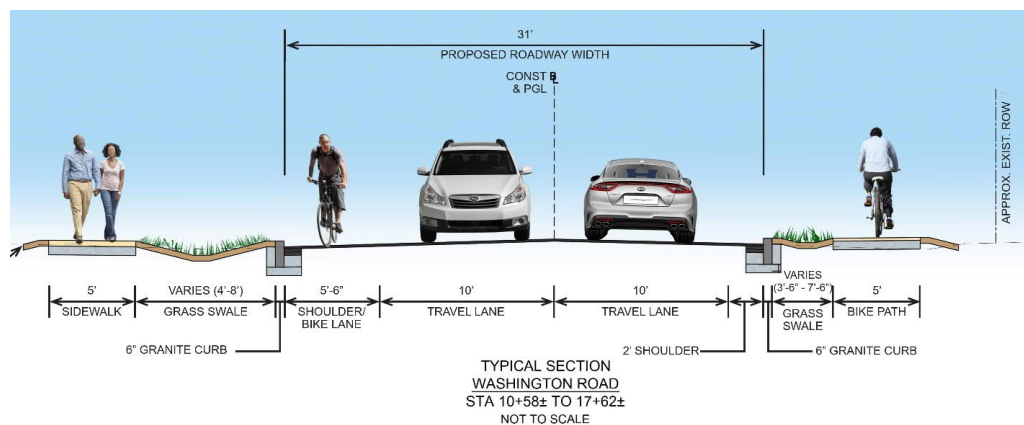 31'
PROPOSED ROADWAY WIDTH
CONST BL
& PGL
APPROX. EXIST. ROW
5'
SIDEWALK
VARIES (4'-8')
GRASS SWALE
5'-6"
SHOULDER/
BIKE LANE
10'
TRAVEL LANE
10'
TRAVEL LANE
VARIES
(3'-6" - 7'-6")
GRASS
SWALE
5'
BIKE PATH
6" GRANITE CURB
2' SHOULDER
6" GRANITE CURB
TYPICAL SECTION
WASHINGTON ROAD
STA 10+58± TO 17+62±
NOT TO SCALE